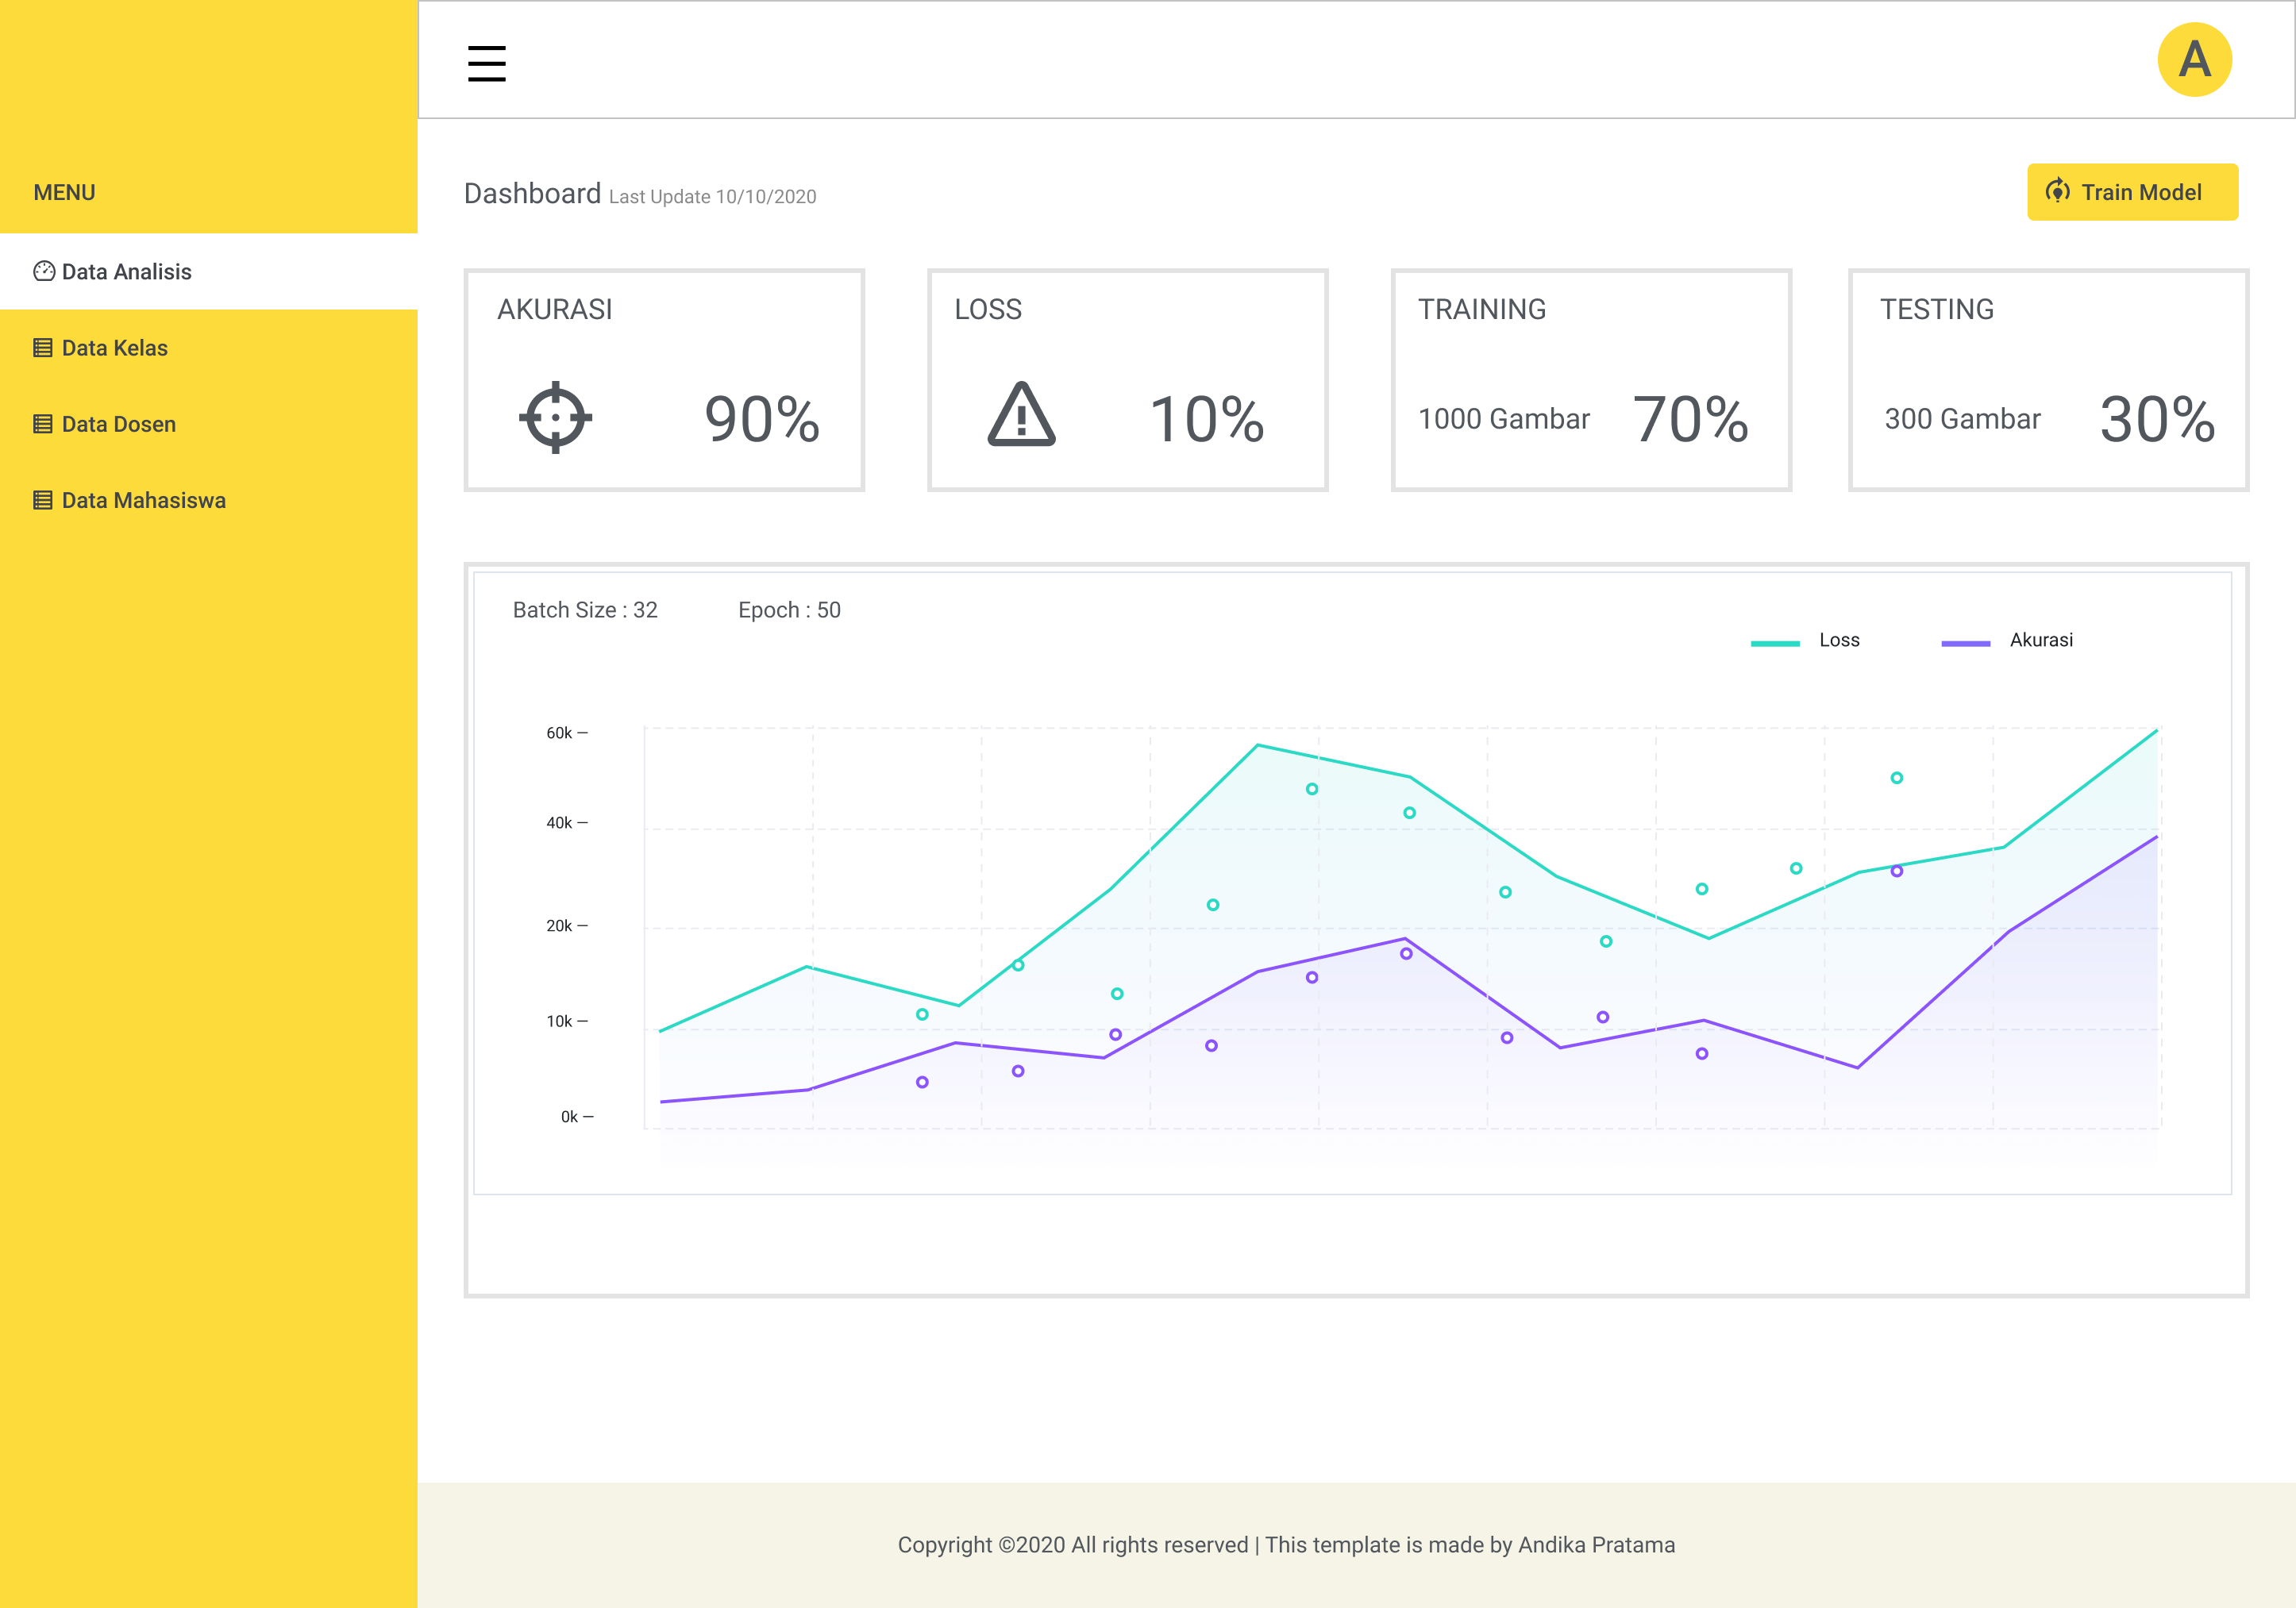 A
MENU
Data Analisis
Data Kelas
Data Dosen
Data Mahasiswa
Dashboard Last Update 10/10/2020
Train Model
AKURASI
90%
LOSS
10%
TRAINING
1000 Gambar 70%
TESTING
300 Gambar 30%
Batch Size : 32 Epoch : 50
Loss Akurasi
60k
40k
20k
10k
0k
Copyright ©2020 All rights reserved | This template is made by Andika Pratama